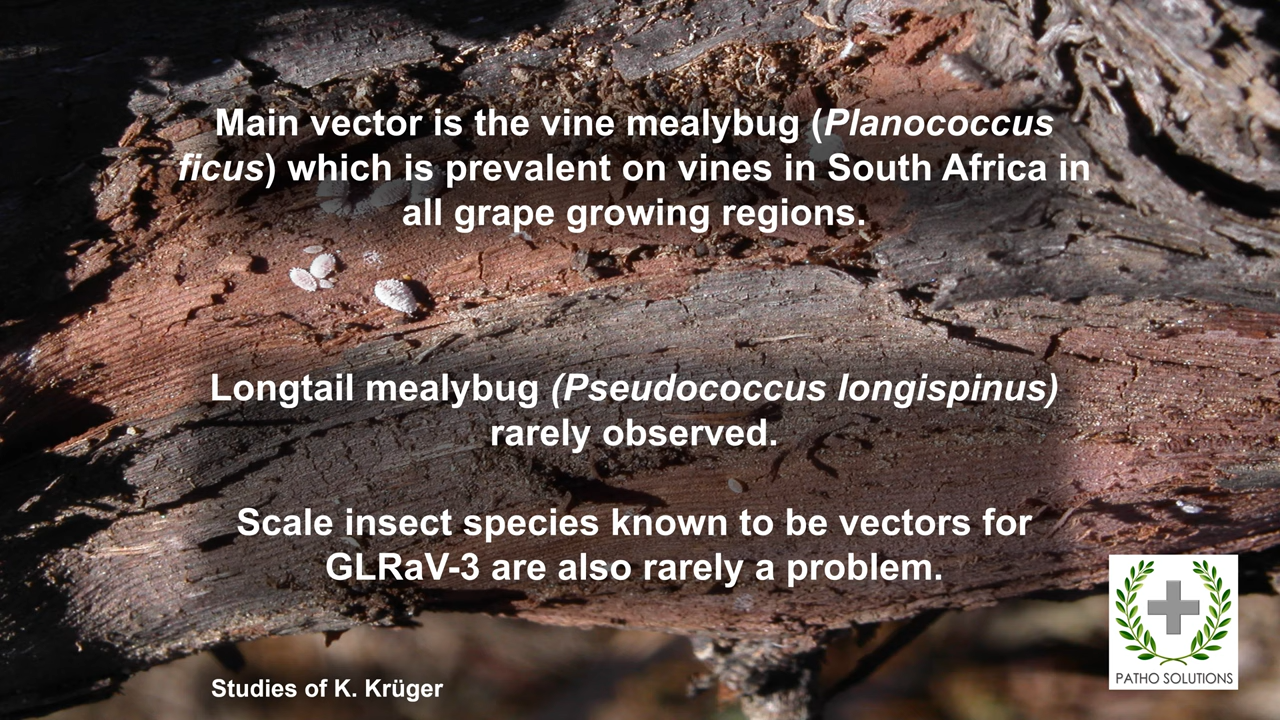 Main vector is the vine mealybug (Planococcus
ficus) which is prevalent on vines in South Africa in
all grape growing regions.
Longtail mealybug (Pseudococcus longispinus)
rarely observed.
Scale insect species known to be vectors for
GLRaV-3 are also rarely a problem.
Studies of K. Krüger
PATHO SOLUTIONS